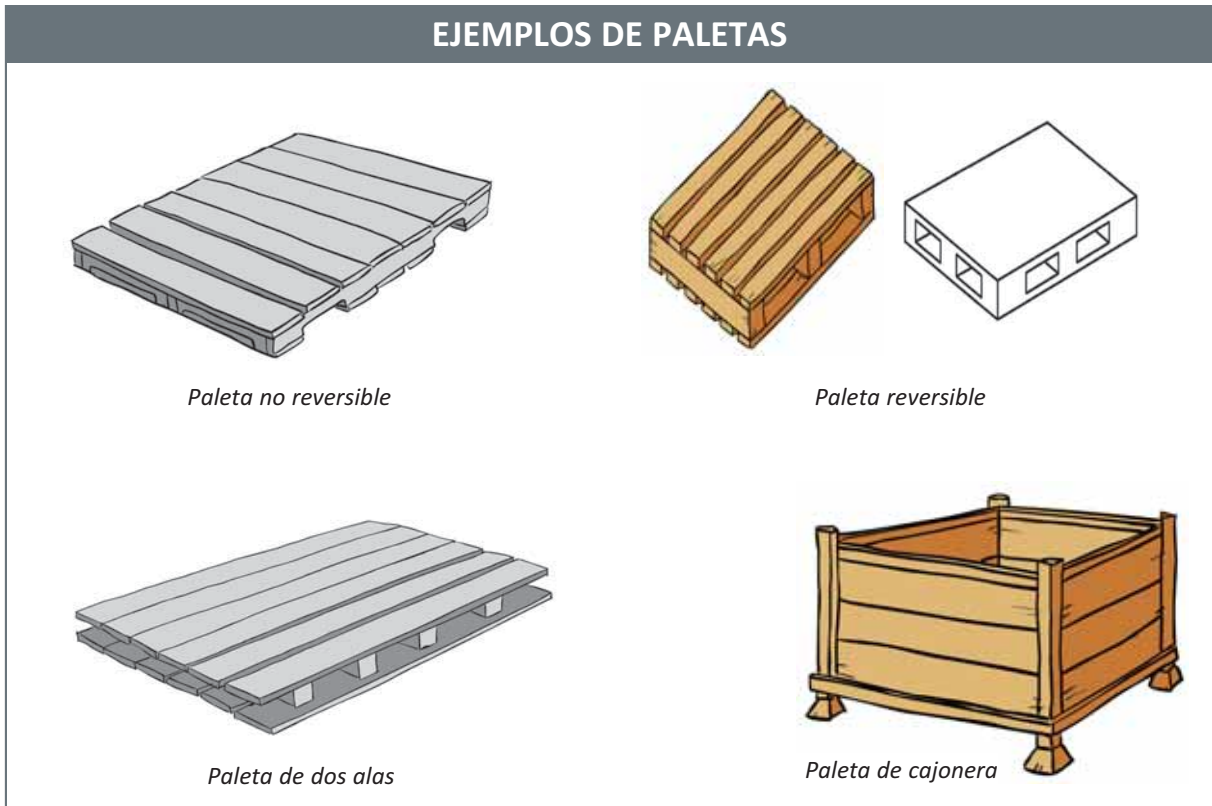 EJEMPLOS DE PALETAS
Paleta no reversible
Paleta reversible
Paleta de dos alas
Paleta de cajonera